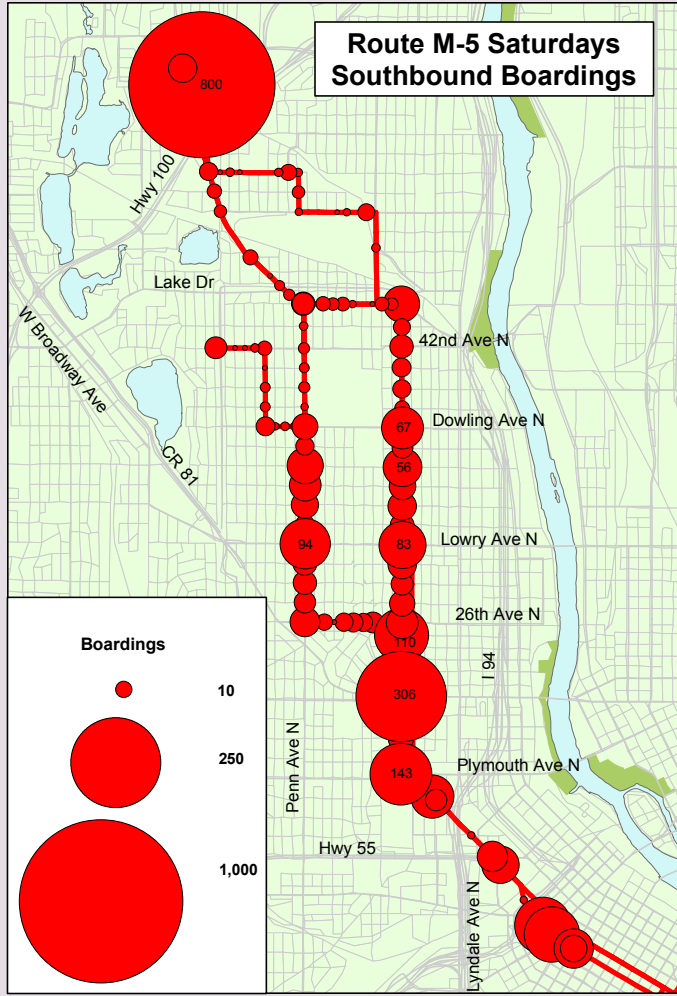 Route M-5 Saturdays
Southbound Boardings
800
Hwy 100
Lake Dr
42nd Ave N
W Broadway Ave
Dowling Ave N
67
CR 81
56
Lowry Ave N
94
83
26th Ave N
110
I 94
306
Penn Ave N
Plymouth Ave N
143
Hwy 55
Lyndale Ave N
Boardings
10
250
1,000